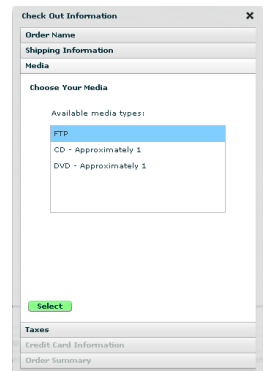 Check Out Information
Order Name
Shipping Information
Media
Choose Your Media
Available media types:
FTP
CD - Approximately 1
DVD - Approximately 1
Select
Taxes
Credit Card Information
Order Summary